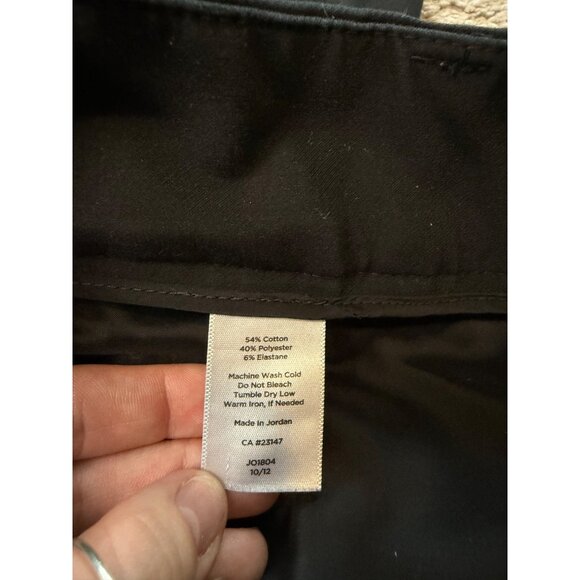 54% Cotton
40% Polyester
6% Elastane
Machine Wash Cold
Do Not Bleach
Tumble Dry Low
Warm Iron, If Needed
Made in Jordan
CA #23147
JO1804
10/12